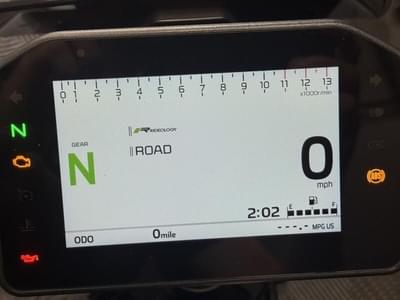 0 1 2 3 4 5 6 7 8 9 10 11 12 13
x1000r/min
N
GEAR
N
RIDEOLOGY
ROAD
0
mph
ABS
2:02
E F
ODO
0mile
---.- MPG US